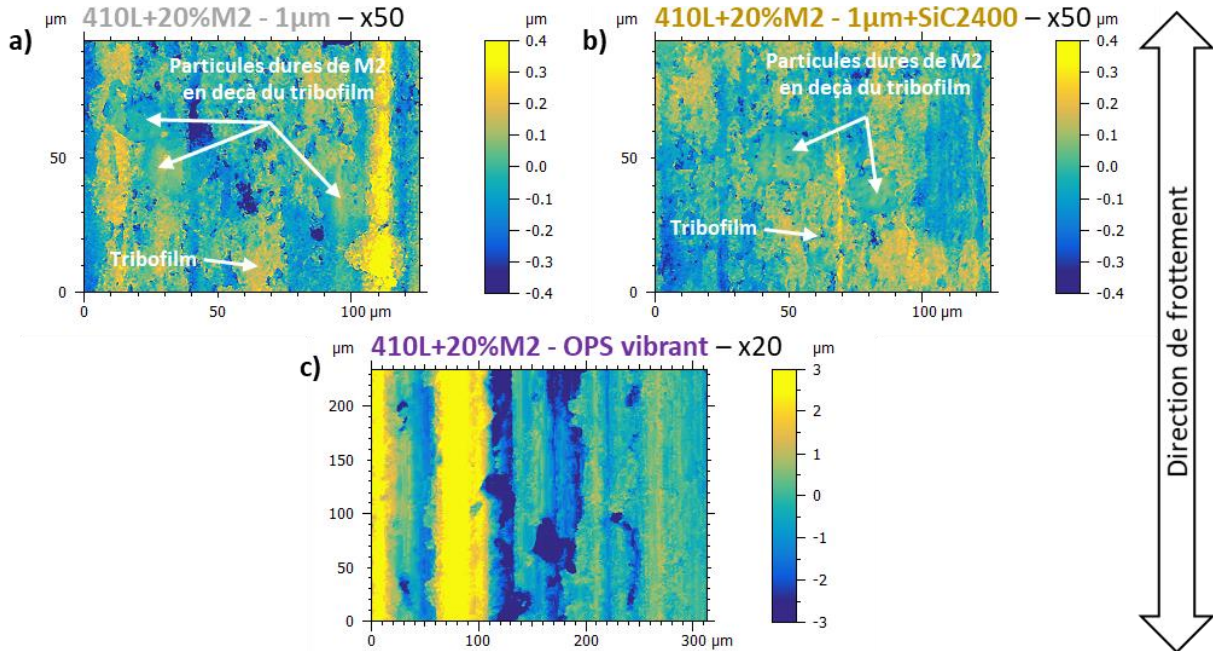 410L+20%M2 - 1µm – x50
a)
µm
Particules dures de M2
en deçà du tribofilm
Tribofilm
50
0
0
50
100 µm
0.4
0.3
0.2
0.1
0.0
-0.1
-0.2
-0.3
-0.4
410L+20%M2 - 1µm+SiC2400 – x50
b)
µm
µm
Particules dures de M2
en deçà du tribofilm
Tribofilm
50
0
0
50
100 µm
0.4
0.3
0.2
0.1
0.0
-0.1
-0.2
-0.3
-0.4
410L+20%M2 - OPS vibrant – x20
c)
µm
µm
200
150
100
50
0
0
100
200
µm
3
2
1
0
-1
-2
-3
Direction de frottement